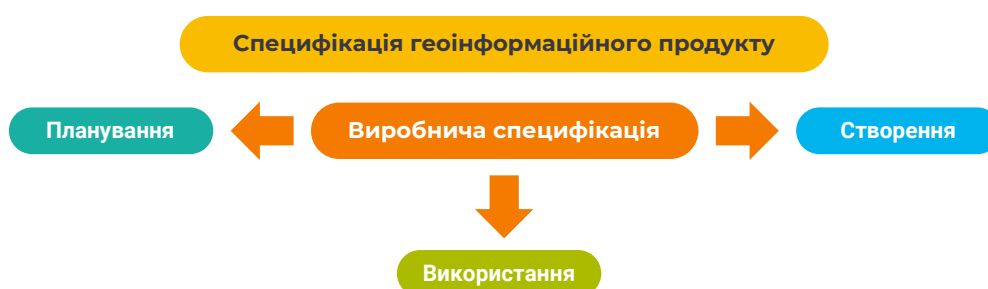 Специфікація геоінформаційного продукту
Планування
Виробнича специфікація
Створення
Використання